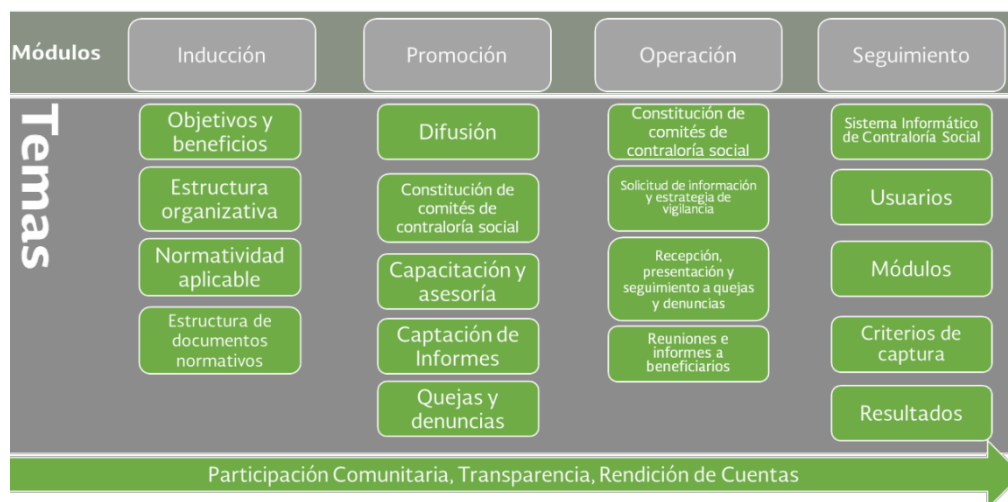 Módulos
Inducción
Promoción
Operación
Seguimiento
Temas
Objetivos y
beneficios
Estructura
organizativa
Normatividad
aplicable
Estructura de
documentos
normativos
Difusión
Constitución de
comités de
contraloría social
Capacitación y
asesoría
Captación de
Informes
Quejas y
denuncias
Constitución de
comités de
contraloría social
Solicitud de información
y estrategia de
vigilancia
Recepción,
presentación y
seguimiento a quejas
y denuncias
Reuniones e
informes a
beneficiarios
Sistema Informático
de Contraloría Social
Usuarios
Módulos
Criterios de
captura
Resultados
Participación Comunitaria, Transparencia, Rendición de Cuentas